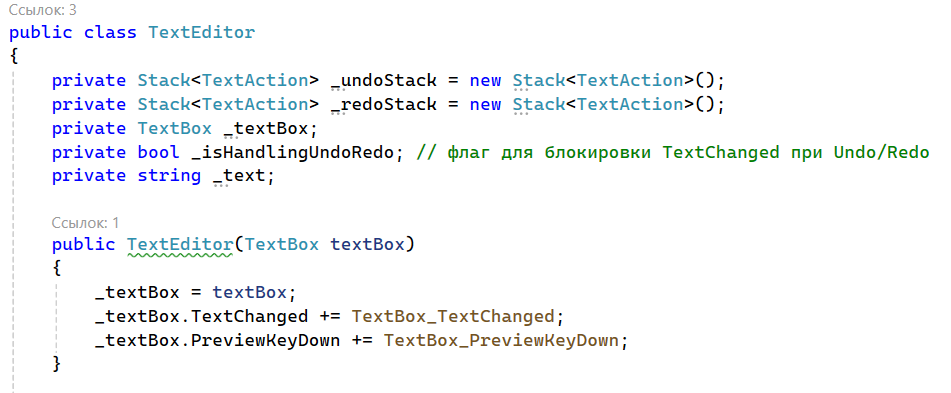 Ссылок: 3
public class TextEditor
{
private Stack<TextAction> _undoStack = new Stack<TextAction>();
private Stack<TextAction> _redoStack = new Stack<TextAction>();
private TextBox _textBox;
private bool _isHandlingUndoRedo; // флаг для блокировки TextChanged при Undo/Redo
private string _text;
Ссылок: 1
public TextEditor(TextBox textBox)
{
_textBox = textBox;
_textBox.TextChanged += TextBox_TextChanged;
_textBox.PreviewKeyDown += TextBox_PreviewKeyDown;
}